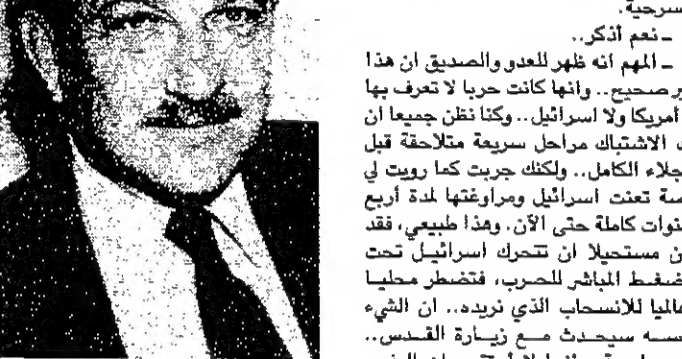 سرحية.
ـ نعم أذكر..
ـ المهم انه ظهر للعدو والصديق ان هذا
ير صحيح.. وانها كانت حربا لا تعرف بها
أمريكا ولا اسرائيل.. وكنا نظن جميعا ان
الاشتباك مراحل سريعة متلاحقة قبل
جلاء الكامل.. ولكنك جربت كما رويت لي
صة تعنت اسرائيل ومراوغتها لمدة أربع
نوات كاملة حتى الآن. وهذا طبيعي، فقد
ن مستحيلا ان تتحرك اسرائيل تحت
ضغط المباشر للحرب، فتضطر محليا
عالميا للانسحاب الذي نريده.. ان الشيء
سه سيحدث مع زيارة القدس..